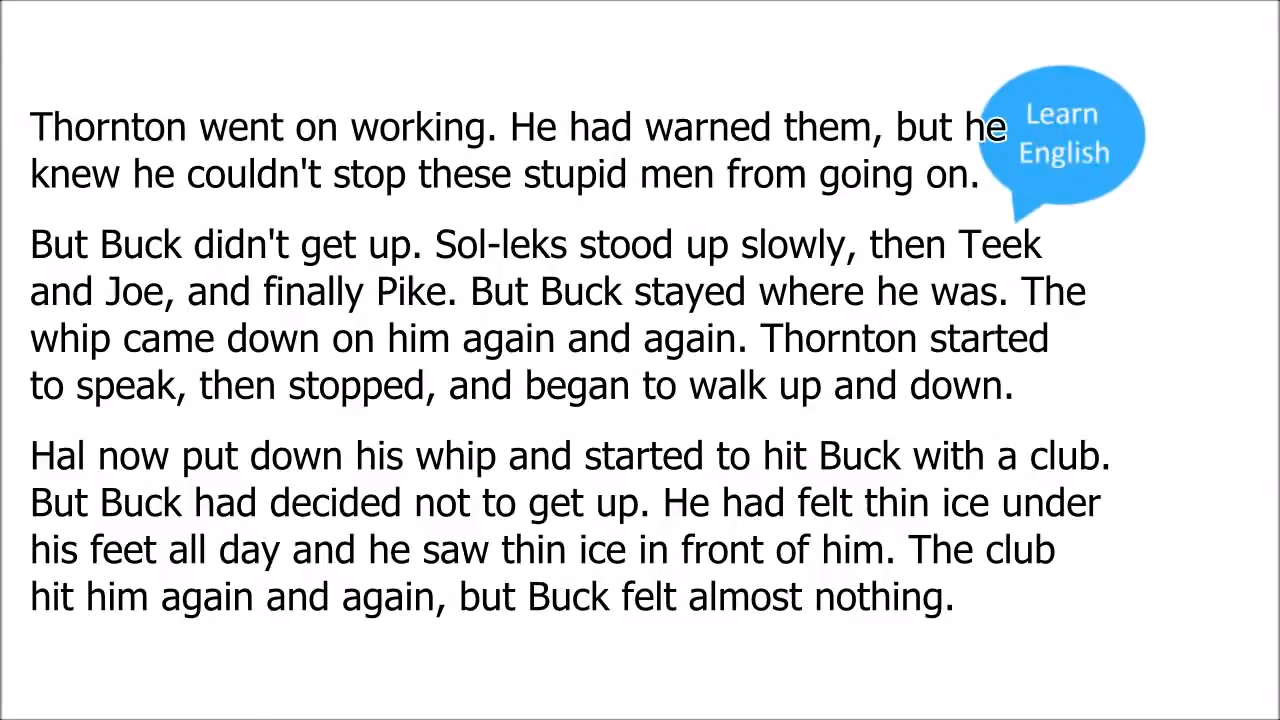 Thornton went on working. He had warned them, but he
knew he couldn't stop these stupid men from going on.
Learn
English
But Buck didn't get up. Sol-leks stood up slowly, then Teek
and Joe, and finally Pike. But Buck stayed where he was. The
whip came down on him again and again. Thornton started
to speak, then stopped, and began to walk up and down.
Hal now put down his whip and started to hit Buck with a club.
But Buck had decided not to get up. He had felt thin ice under
his feet all day and he saw thin ice in front of him. The club
hit him again and again, but Buck felt almost nothing.